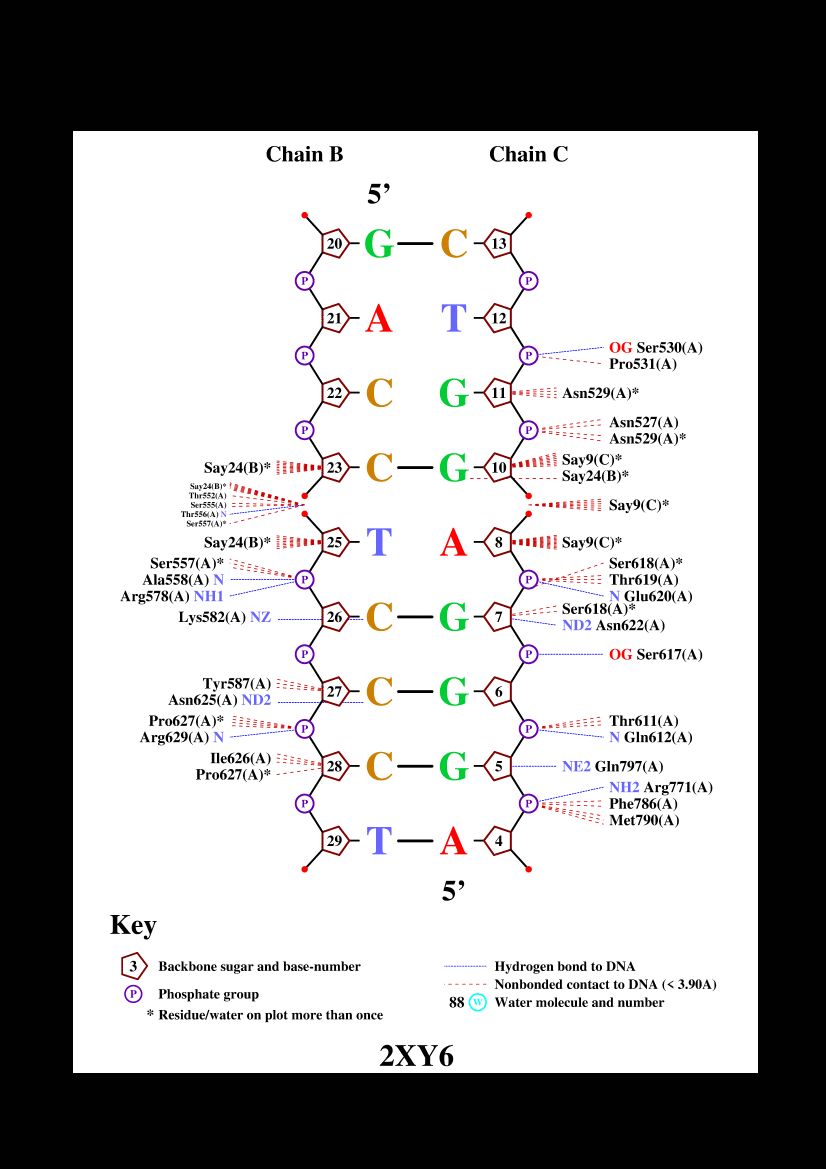 Chain B Chain C
5’
20 G C 13
P P
21 A T 12
P P OG Ser530(A)
Pro531(A)
22 C G 11 Asn529(A)*
P P Asn527(A)
Asn529(A)*
Say24(B)* 23 C G 10 Say9(C)*
Say24(B)*
Say24(B)*
Thr552(A)
Ser555(A) Say9(C)*
Thr556(A) N
Ser557(A)*
Say24(B)* 25 T A 8 Say9(C)*
Ser557(A)* Ser618(A)*
Ala558(A) N P P Thr619(A)
Arg578(A) NH1 N Glu620(A)
Ser618(A)*
Lys582(A) NZ 26 C G 7
ND2 Asn622(A)
P P OG Ser617(A)
Tyr587(A) 27 C G 6
Asn625(A) ND2
Pro627(A)* P P Thr611(A)
Arg629(A) N N Gln612(A)
Ile626(A) 28 C G 5 NE2 Gln797(A)
Pro627(A)*
NH2 Arg771(A)
P P Phe786(A)
Met790(A)
29 T A 4
5’
Key
3 Backbone sugar and base-number Hydrogen bond to DNA
Nonbonded contact to DNA (< 3.90A)
P Phosphate group 88 W Water molecule and number
* Residue/water on plot more than once
2XY6